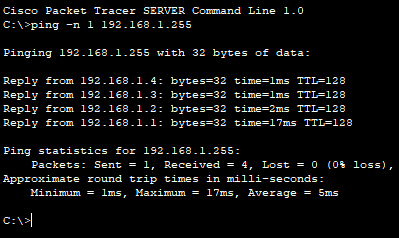 Cisco Packet Tracer SERVER Command Line 1.0
C:\>ping -n 1 192.168.1.255
Pinging 192.168.1.255 with 32 bytes of data:
Reply from 192.168.1.4: bytes=32 time=1ms TTL=128
Reply from 192.168.1.3: bytes=32 time=1ms TTL=128
Reply from 192.168.1.2: bytes=32 time=2ms TTL=128
Reply from 192.168.1.1: bytes=32 time=17ms TTL=128
Ping statistics for 192.168.1.255:
Packets: Sent = 1, Received = 4, Lost = 0 (0% loss),
Approximate round trip times in milli-seconds:
Minimum = 1ms, Maximum = 17ms, Average = 5ms
C:\>